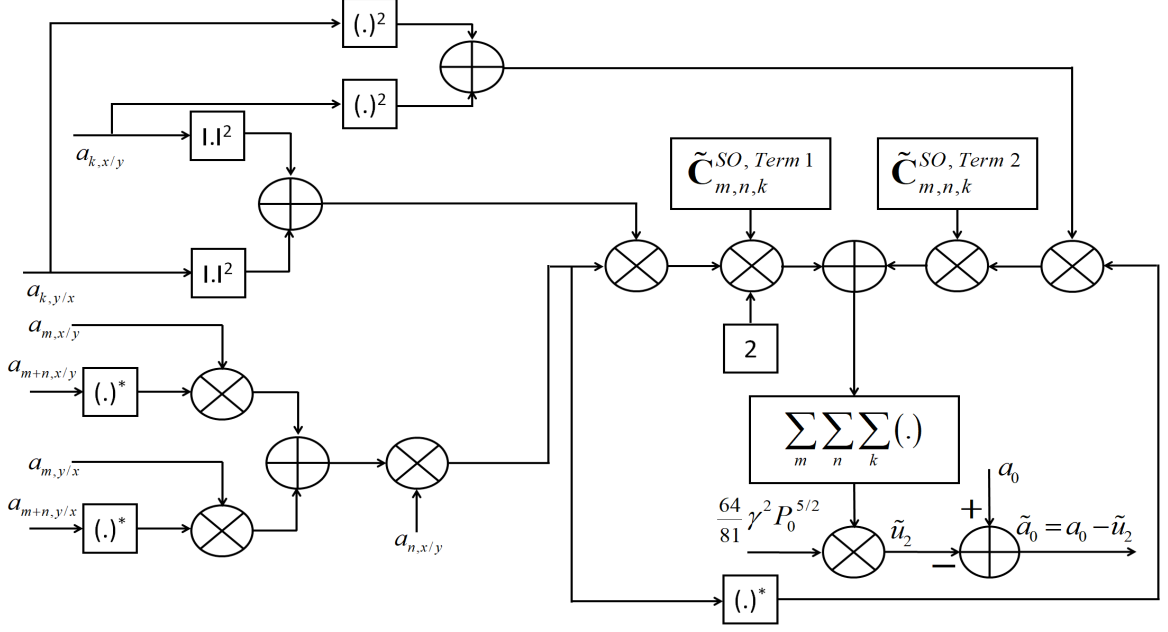 (.)²
(.)²
a_{k,x/y}
|.|²
C̃_{m,n,k}^{SO, Term 1}
C̃_{m,n,k}^{SO, Term 2}
|.|²
a_{k,y/x}
a_{m,x/y}
2
a_{m+n,x/y}
(.)*
∑_m ∑_n ∑_k (.)
a_{m,y/x}
a_0
a_{m+n,y/x}
(.)*
64/81 γ² P_0^{5/2}
+
ũ_2
ã_0 = a_0 − ũ_2
a_{n,x/y}
−
(.)*